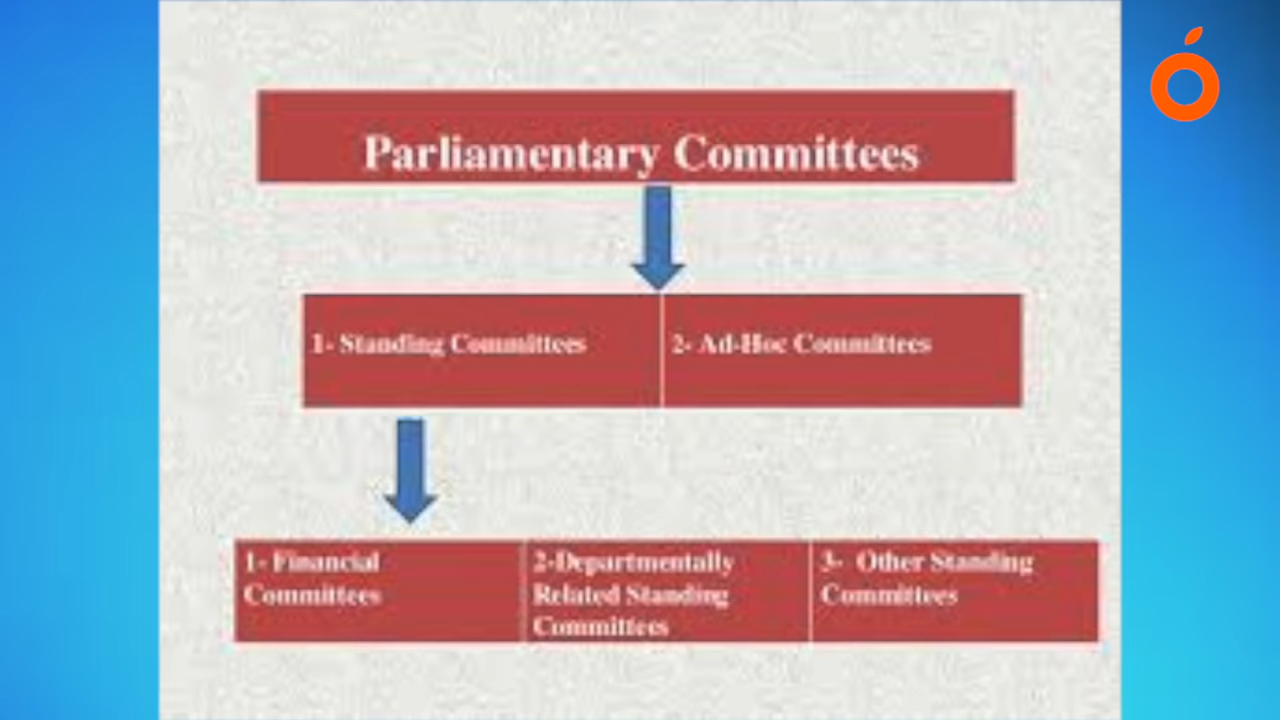 Parliamentary Committees
1- Standing Committees
2- Ad-Hoc Committees
1- Financial
Committees
2-Departmentally
Related Standing
Committees
3- Other Standing
Committees